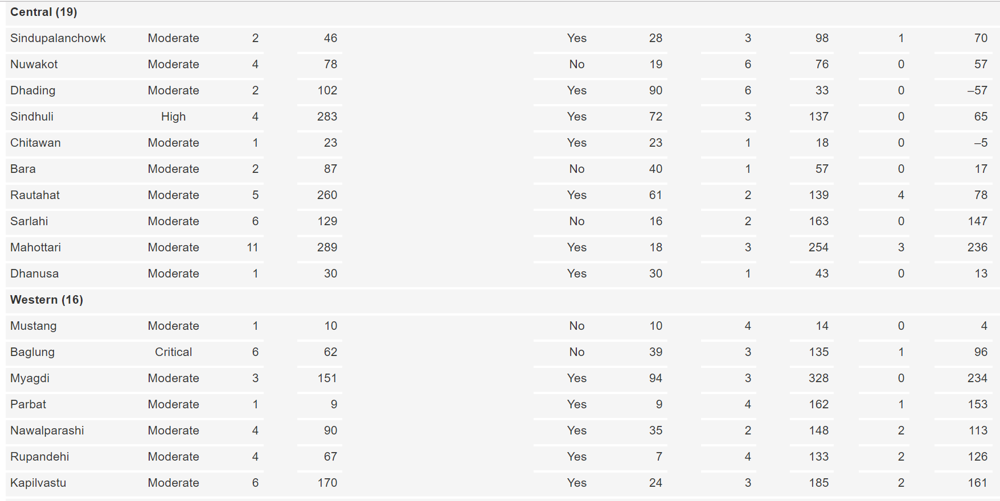 Central (19)
Sindupalanchowk Moderate 2 46 Yes 28 3 98 1 70
Nuwakot Moderate 4 78 No 19 6 76 0 57
Dhading Moderate 2 102 Yes 90 6 33 0 –57
Sindhuli High 4 283 Yes 72 3 137 0 65
Chitawan Moderate 1 23 Yes 23 1 18 0 –5
Bara Moderate 2 87 No 40 1 57 0 17
Rautahat Moderate 5 260 Yes 61 2 139 4 78
Sarlahi Moderate 6 129 No 16 2 163 0 147
Mahottari Moderate 11 289 Yes 18 3 254 3 236
Dhanusa Moderate 1 30 Yes 30 1 43 0 13
Western (16)
Mustang Moderate 1 10 No 10 4 14 0 4
Baglung Critical 6 62 No 39 3 135 1 96
Myagdi Moderate 3 151 Yes 94 3 328 0 234
Parbat Moderate 1 9 Yes 9 4 162 1 153
Nawalparashi Moderate 4 90 Yes 35 2 148 2 113
Rupandehi Moderate 4 67 Yes 7 4 133 2 126
Kapilvastu Moderate 6 170 Yes 24 3 185 2 161